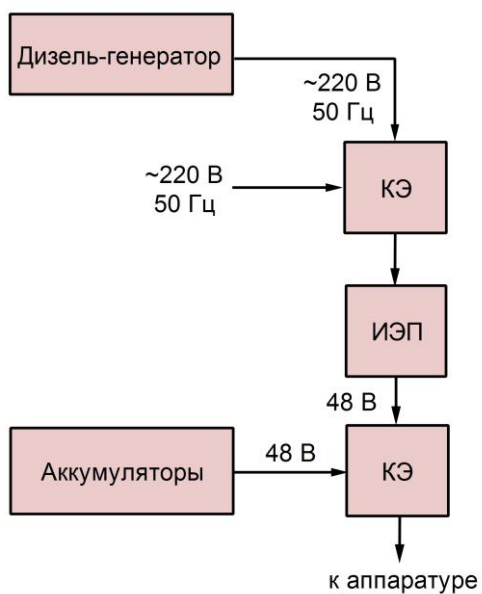 Дизель-генератор
~220 В
50 Гц
~220 В
50 Гц
КЭ
ИЭП
48 В
Аккумуляторы
48 В
КЭ
к аппаратуре